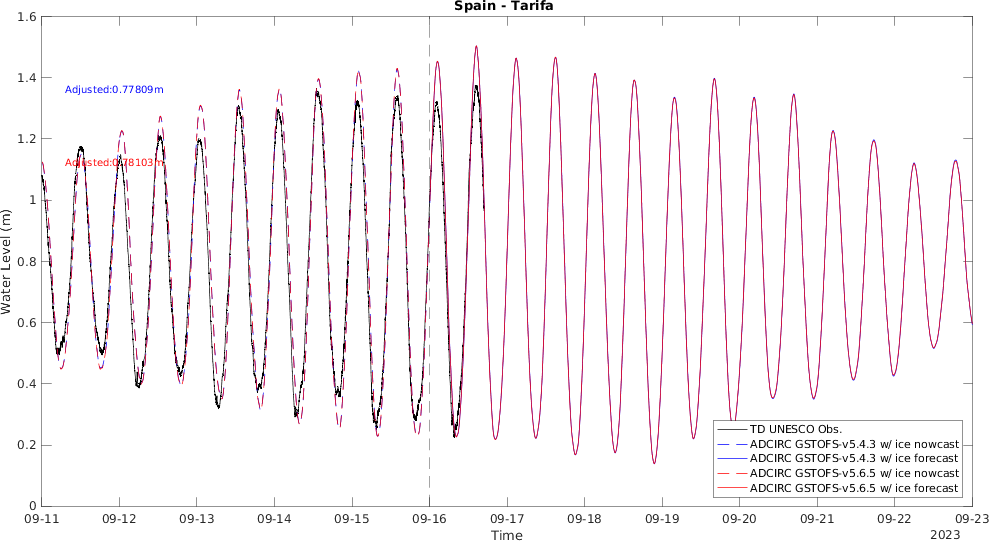 Spain - Tarifa
1.6
1.4
1.2
1
0.8
0.6
0.4
0.2
0
Water Level (m)
Adjusted:0.77809m
Adjusted:0.78103m
TD UNESCO Obs.
ADCIRC GSTOFS-v5.4.3 w/ ice nowcast
ADCIRC GSTOFS-v5.4.3 w/ ice forecast
ADCIRC GSTOFS-v5.6.5 w/ ice nowcast
ADCIRC GSTOFS-v5.6.5 w/ ice forecast
09-11 09-12 09-13 09-14 09-15 09-16 09-17 09-18 09-19 09-20 09-21 09-22 09-23
Time
2023